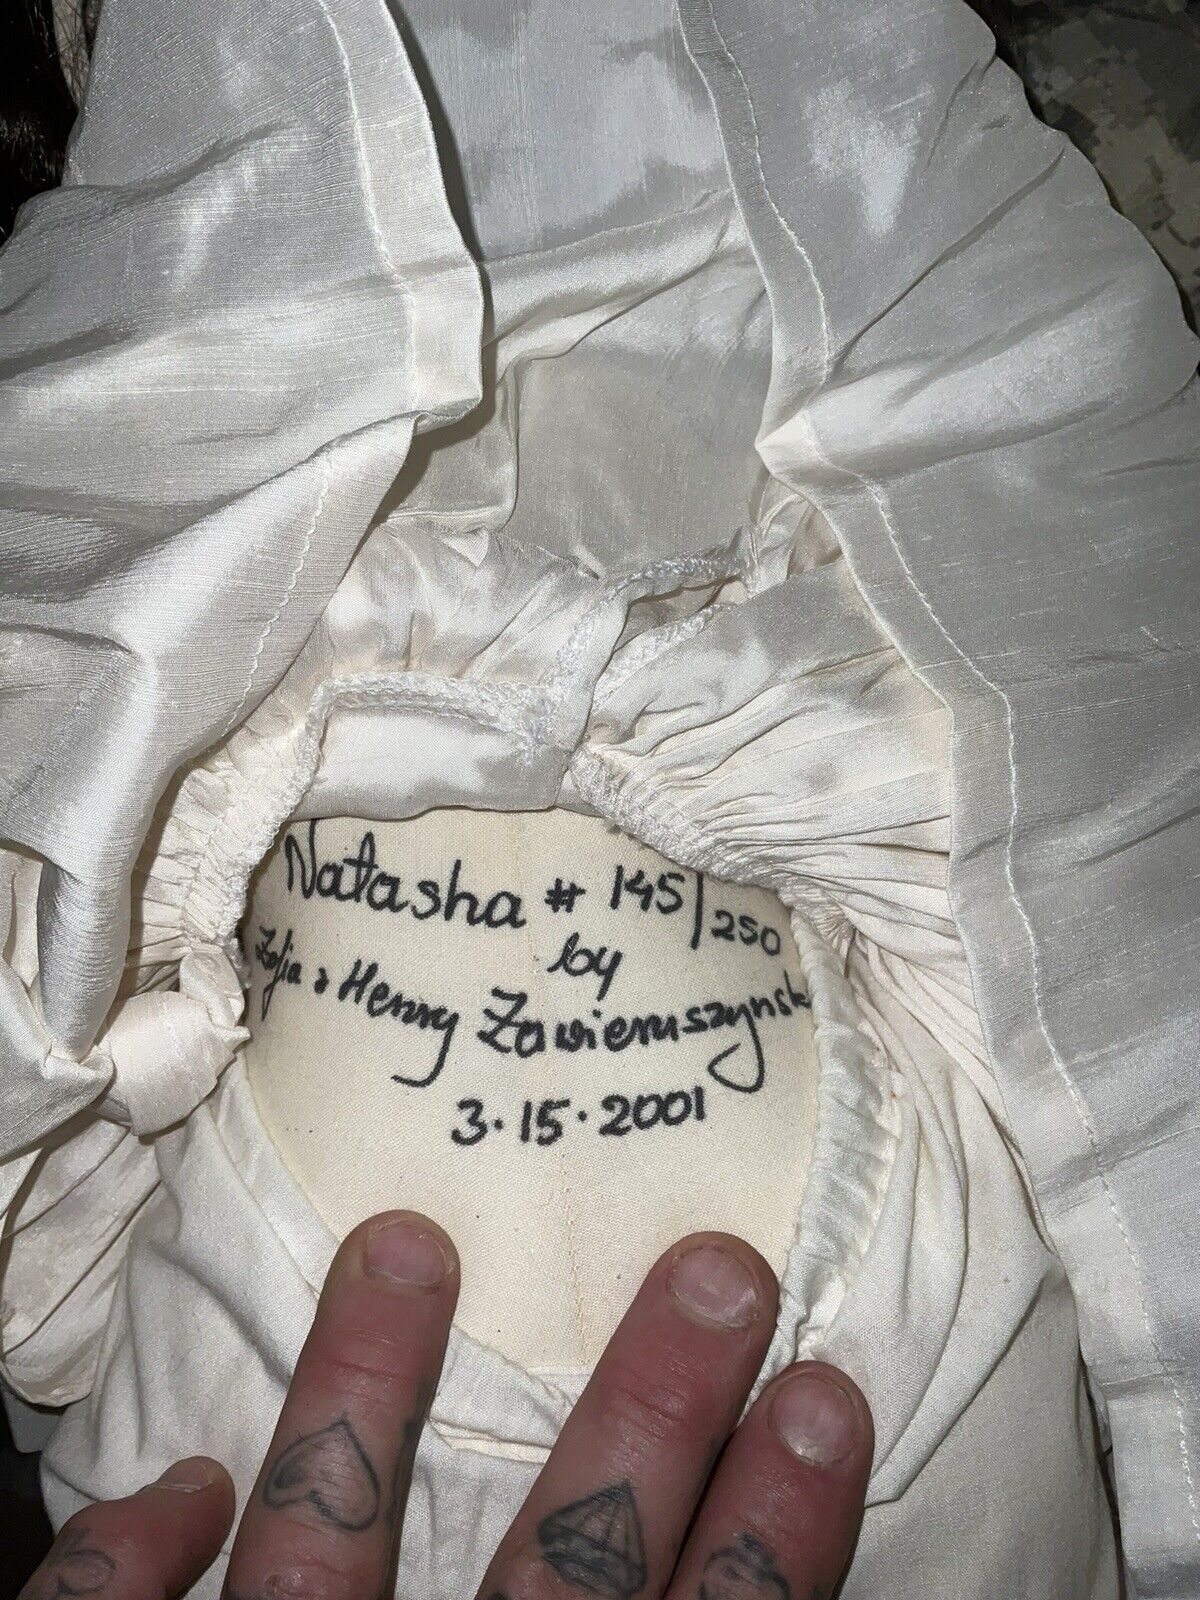 Natasha # 145/250
by
Zofia & Henry Zawieruszynski
3.15.2001